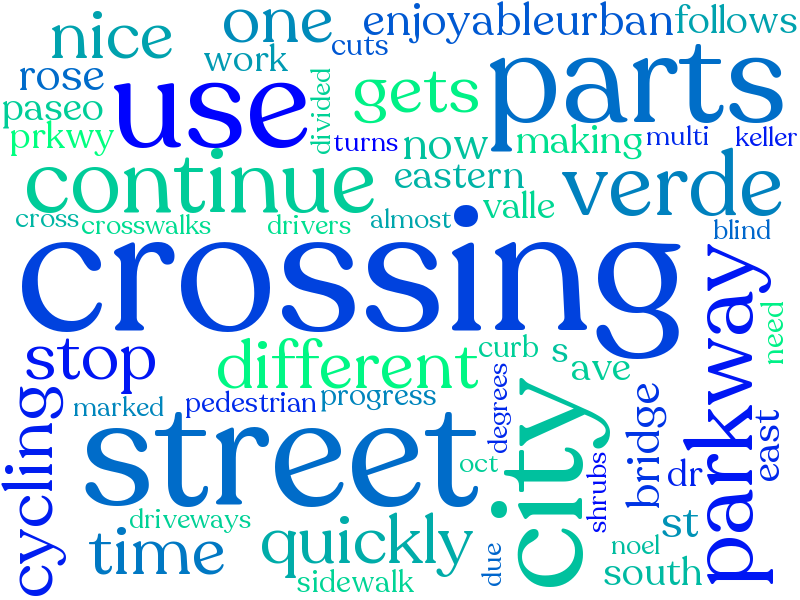 nice one enjoyableurban follows
rose work cuts
paseo use divided gets parts
prkwy turns now making multi keller
continue eastern verde
cross crosswalks drivers almost valle blind
crossing
parkway
need
stop different curb s ave
cycling marked pedestrian progress degrees city bridge east
street oct shrubs dr
driveways quickly st
time noel
sidewalk due south